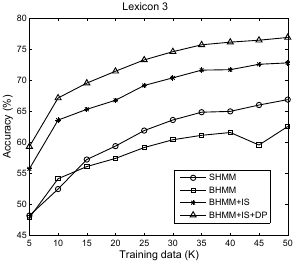 Lexicon 3
80
75
70
65
60
55
50
45
Accuracy (%)
SHMM
BHMM
BHMM+IS
BHMM+IS+DP
5 10 15 20 25 30 35 40 45 50
Training data (K)